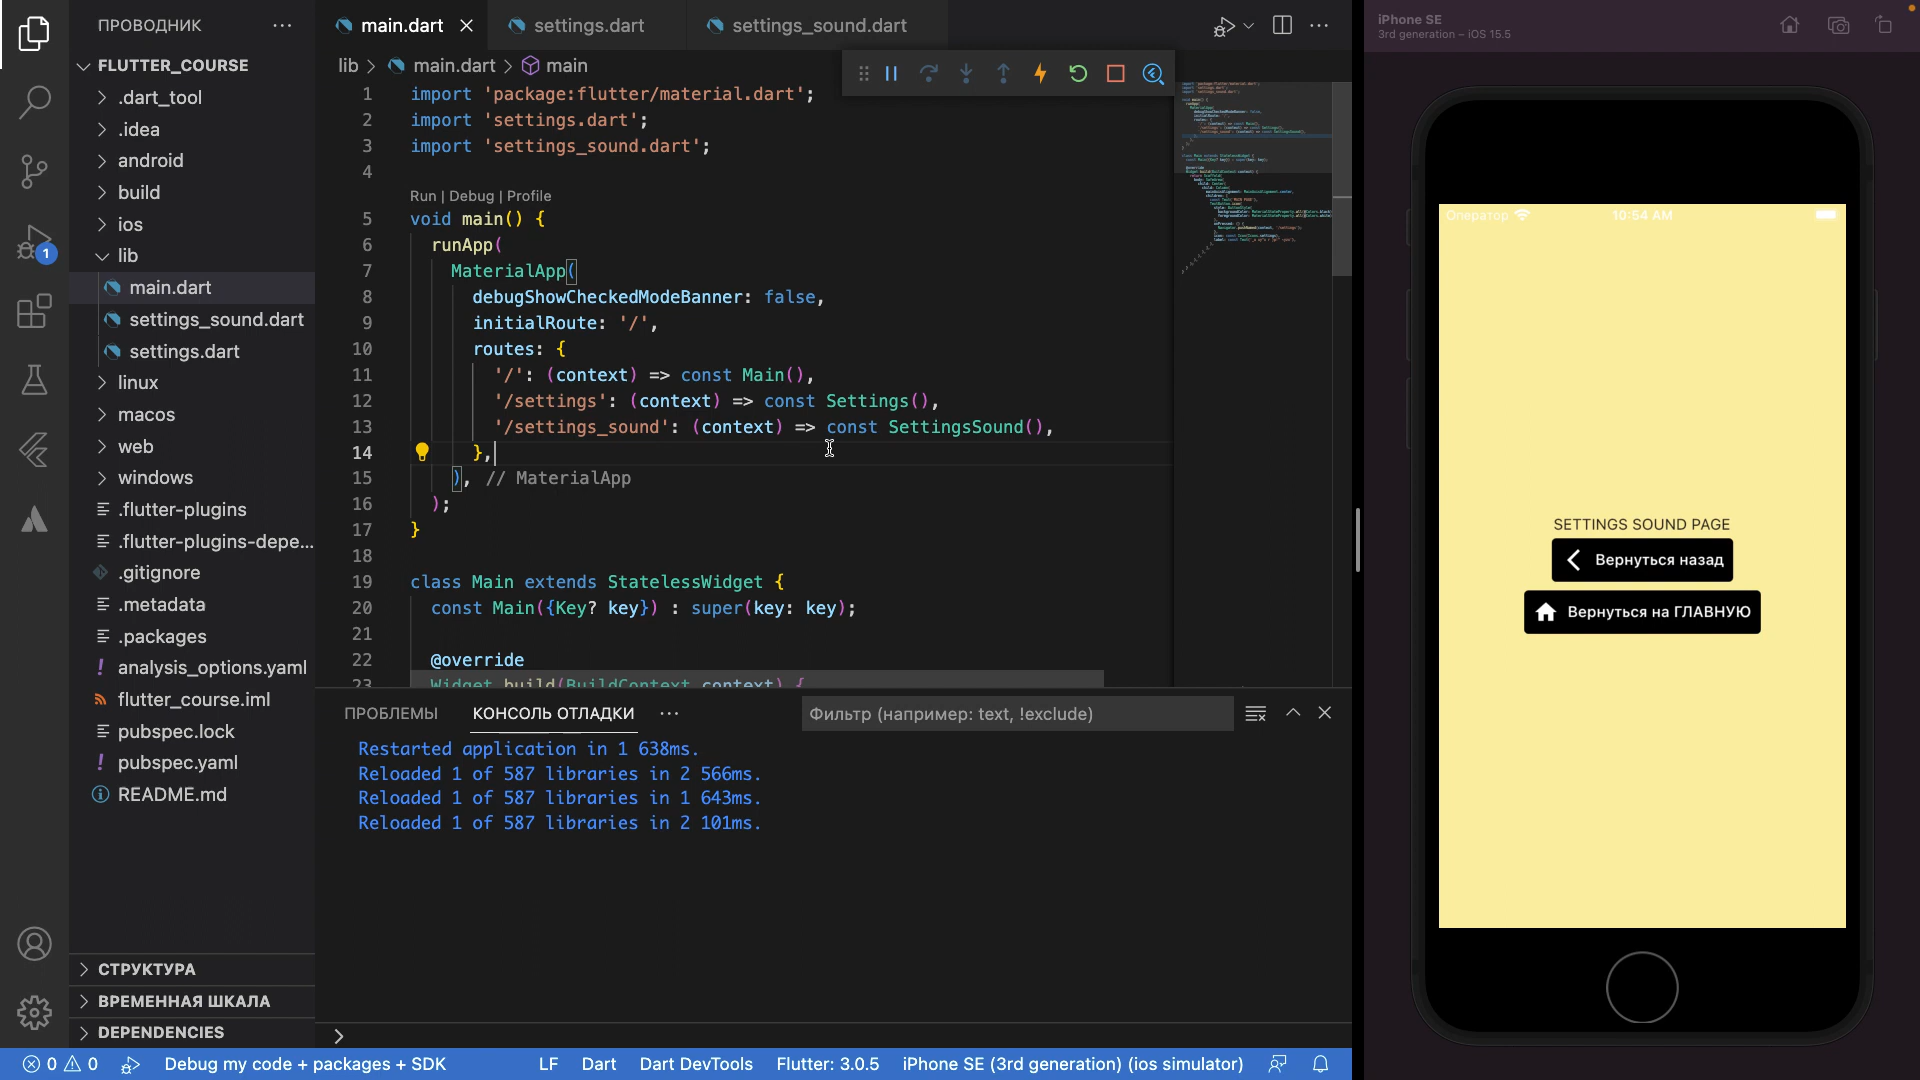 ПРОВОДНИК
FLUTTER_COURSE
.dart_tool
.idea
android
build
ios
lib
main.dart
settings_sound.dart
settings.dart
linux
macos
web
windows
.flutter-plugins
.flutter-plugins-depe...
.gitignore
.metadata
.packages
analysis_options.yaml
flutter_course.iml
pubspec.lock
pubspec.yaml
README.md
СТРУКТУРА
ВРЕМЕННАЯ ШКАЛА
DEPENDENCIES
1
main.dart
settings.dart
settings_sound.dart
lib > main.dart > main
1 import 'package:flutter/material.dart';
2 import 'settings.dart';
3 import 'settings_sound.dart';
4
Run | Debug | Profile
5 void main() {
6 runApp(
7 MaterialApp(
8 debugShowCheckedModeBanner: false,
9 initialRoute: '/',
10 routes: {
11 '/': (context) => const Main(),
12 '/settings': (context) => const Settings(),
13 '/settings_sound': (context) => const SettingsSound(),
14 },
15 ), // MaterialApp
16 );
17 }
18
19 class Main extends StatelessWidget {
20 const Main({Key? key}) : super(key: key);
21
22 @override
23 Widget build(BuildContext context) {
ПРОБЛЕМЫ
КОНСОЛЬ ОТЛАДКИ
Фильтр (например: text, !exclude)
Restarted application in 1 638ms.
Reloaded 1 of 587 libraries in 2 566ms.
Reloaded 1 of 587 libraries in 1 643ms.
Reloaded 1 of 587 libraries in 2 101ms.
0 0 Debug my code + packages + SDK LF Dart Dart DevTools Flutter: 3.0.5 iPhone SE (3rd generation) (ios simulator)
iPhone SE
3rd generation – iOS 15.5
Оператор 10:54 AM
SETTINGS SOUND PAGE
Вернуться назад
Вернуться на ГЛАВНУЮ